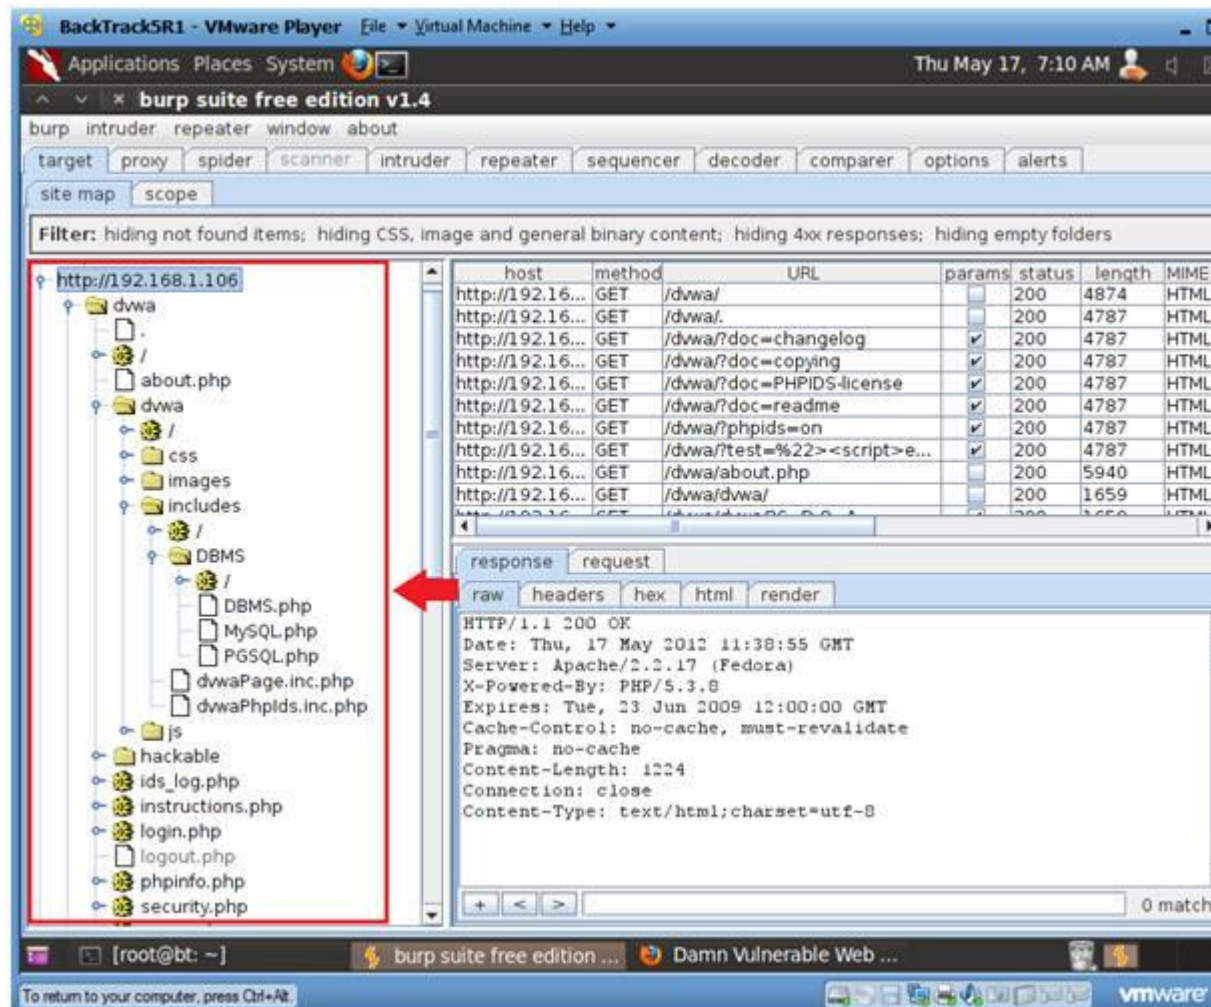 BackTrack5R1 - VMware Player File Virtual Machine Help
Applications Places System Thu May 17, 7:10 AM
burp suite free edition v1.4
burp intruder repeater window about
target proxy spider scanner intruder repeater sequencer decoder comparer options alerts
site map scope
Filter: hiding not found items; hiding CSS, image and general binary content; hiding 4xx responses; hiding empty folders
http://192.168.1.106
dvwa
.
/
about.php
dvwa
/
css
images
includes
/
DBMS
/
DBMS.php
MySQL.php
PGSQL.php
dvwaPage.inc.php
dvwaPhpIds.inc.php
js
hackable
ids_log.php
instructions.php
login.php
logout.php
phpinfo.php
security.php
host method URL params status length MIME
http://192.16... GET /dvwa/ 200 4874 HTML
http://192.16... GET /dvwa/. 200 4787 HTML
http://192.16... GET /dvwa/?doc=changelog 200 4787 HTML
http://192.16... GET /dvwa/?doc=copying 200 4787 HTML
http://192.16... GET /dvwa/?doc=PHPIDS-license 200 4787 HTML
http://192.16... GET /dvwa/?doc=readme 200 4787 HTML
http://192.16... GET /dvwa/?phpids=on 200 4787 HTML
http://192.16... GET /dvwa/?test=%22><script>e... 200 4787 HTML
http://192.16... GET /dvwa/about.php 200 5940 HTML
http://192.16... GET /dvwa/dvwa/ 200 1659 HTML
response request
raw headers hex html render
HTTP/1.1 200 OK
Date: Thu, 17 May 2012 11:38:55 GMT
Server: Apache/2.2.17 (Fedora)
X-Powered-By: PHP/5.3.8
Expires: Tue, 23 Jun 2009 12:00:00 GMT
Cache-Control: no-cache, must-revalidate
Pragma: no-cache
Content-Length: 1224
Connection: close
Content-Type: text/html;charset=utf-8
+ < > 0 match
[root@bt: ~] burp suite free edition ... Damn Vulnerable Web ...
To return to your computer, press Ctrl+Alt. vmware